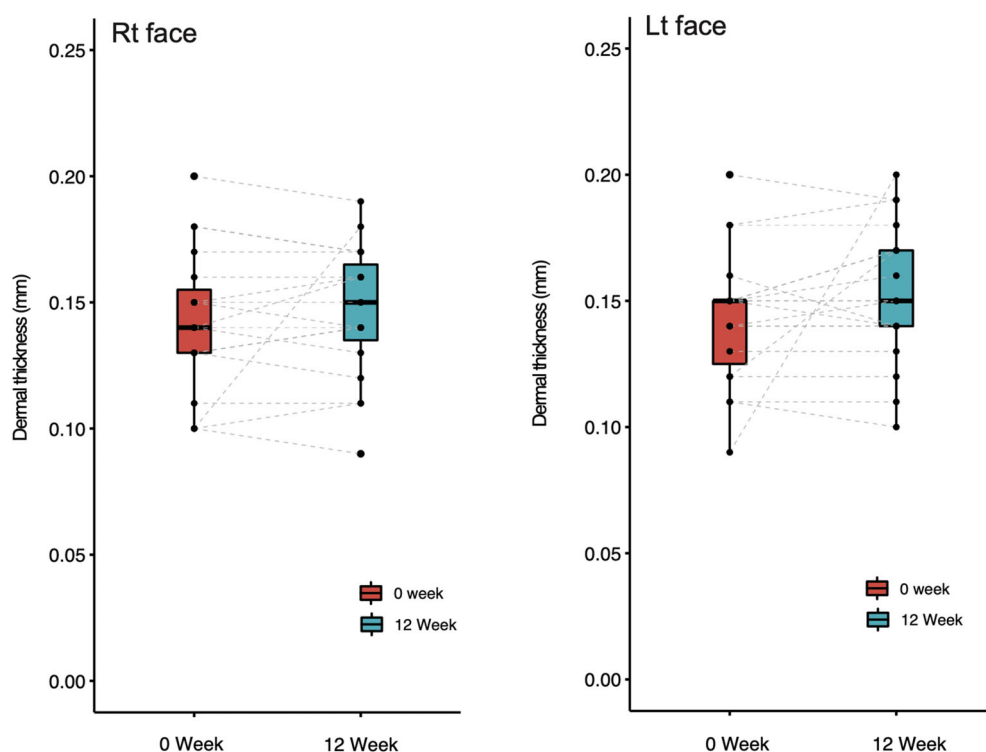 Rt face
0.25
0.20
0.15
0.10
0.05
0.00
Dermal thickness (mm)
0 week
12 Week
0 Week
12 Week
Lt face
0.25
0.20
0.15
0.10
0.05
0.00
Dermal thickness (mm)
0 week
12 Week
0 Week
12 Week